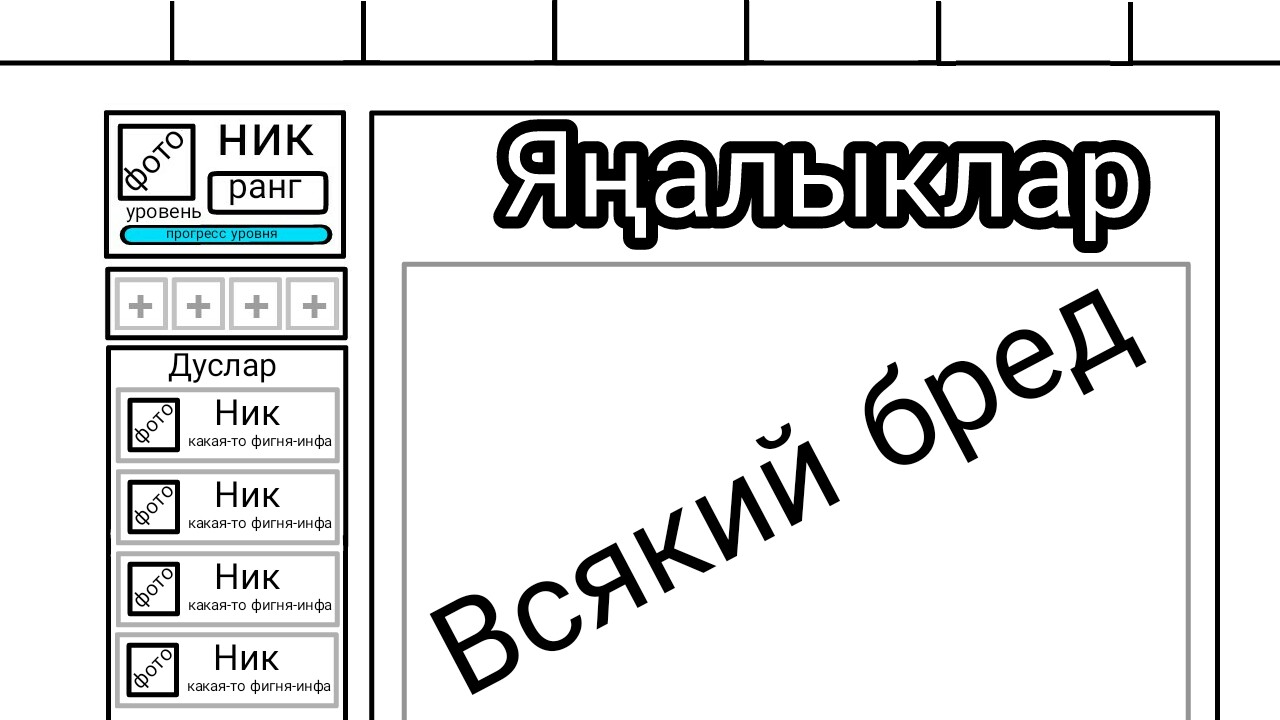 фото
ник
ранг
уровень
прогресс уровня
+ + + +
Дуслар
фото
Ник
какая-то фигня-инфа
фото
Ник
какая-то фигня-инфа
фото
Ник
какая-то фигня-инфа
фото
Ник
какая-то фигня-инфа
Яңалыклар
Всякий бред